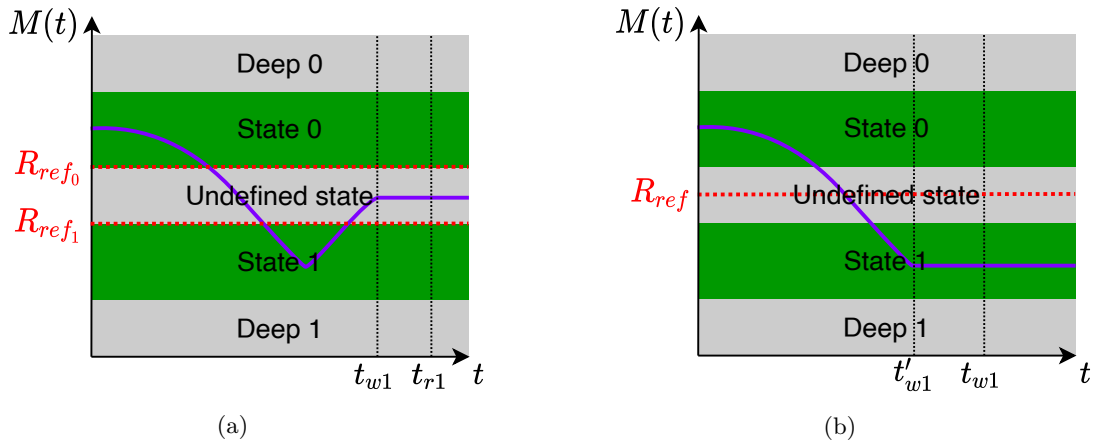 M(t)
Deep 0
State 0
R_{ref_0}
Undefined state
R_{ref_1}
State 1
Deep 1
t_{w1} t_{r1} t
(a)
M(t)
Deep 0
State 0
R_{ref}
Undefined state
State 1
Deep 1
t'_{w1} t_{w1} t
(b)